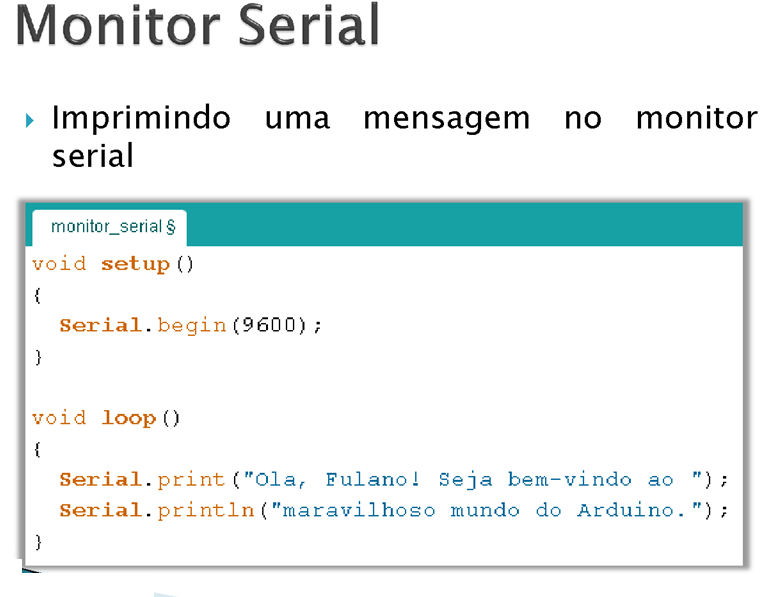 Monitor Serial
Imprimindo uma mensagem no monitor
serial
monitor_serial §
void setup()
{
  Serial.begin(9600);
}
void loop()
{
  Serial.print("Ola, Fulano! Seja bem-vindo ao ");
  Serial.println("maravilhoso mundo do Arduino.");
}